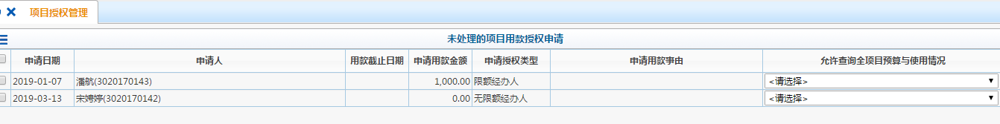 项目授权管理
未处理的项目用款授权申请
申请日期 申请人 用款截止日期 申请用款金额 申请授权类型 申请用款事由 允许查询全项目预算与使用情况
2019-01-07 潘航(3020170143) 1,000.00 限额经办人 <请选择>
2019-03-13 宋娉婷(3020170142) 0.00 无限额经办人 <请选择>